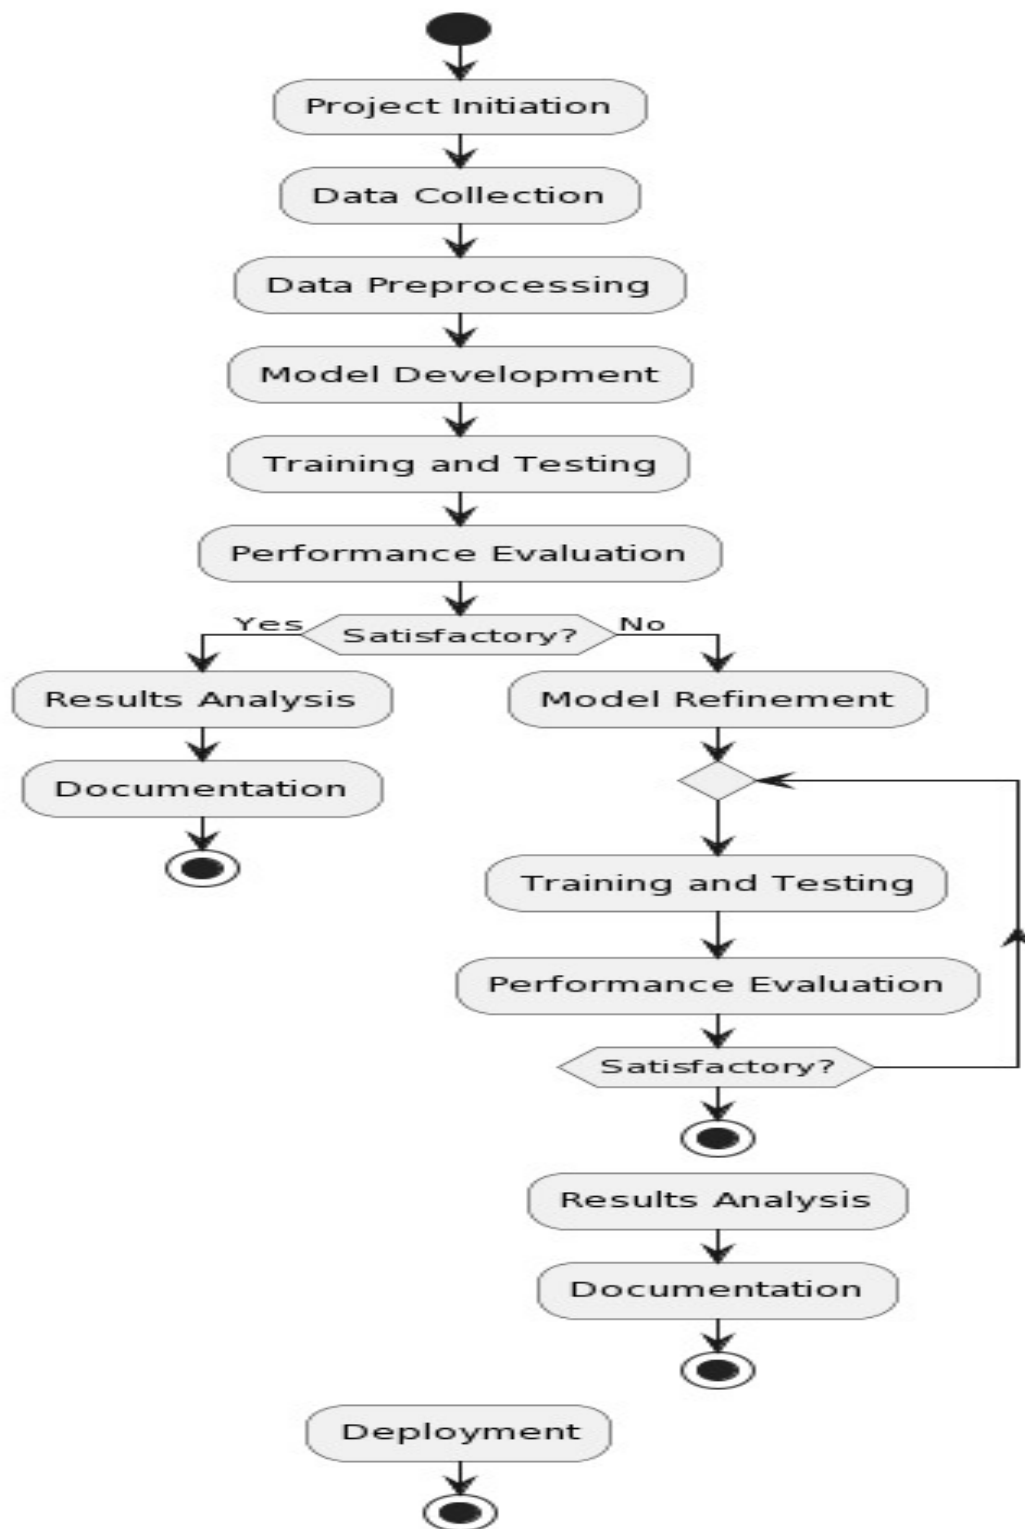 Project Initiation
Data Collection
Data Preprocessing
Model Development
Training and Testing
Performance Evaluation
Yes
Satisfactory?
No
Results Analysis
Documentation
Model Refinement
Training and Testing
Performance Evaluation
Satisfactory?
Results Analysis
Documentation
Deployment